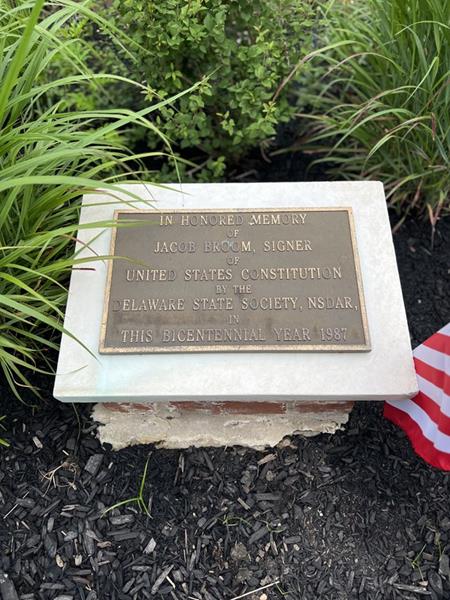 IN HONORED MEMORY
OF
JACOB BROOM, SIGNER
OF
UNITED STATES CONSTITUTION
BY THE
DELAWARE STATE SOCIETY, NSDAR,
IN
THIS BICENTENNIAL YEAR 1987